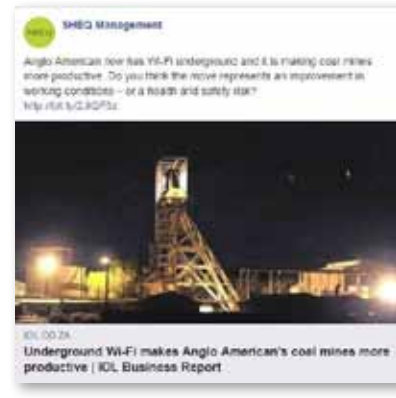 SHEQ Management
Anglo American now has Wi-Fi underground and it is making coal mines
more productive. Do you think the move represents an improvement in
working conditions – or a health and safety risk?
IOL.CO.ZA
Underground Wi-Fi makes Anglo American's coal mines more
productive | IOL Business Report